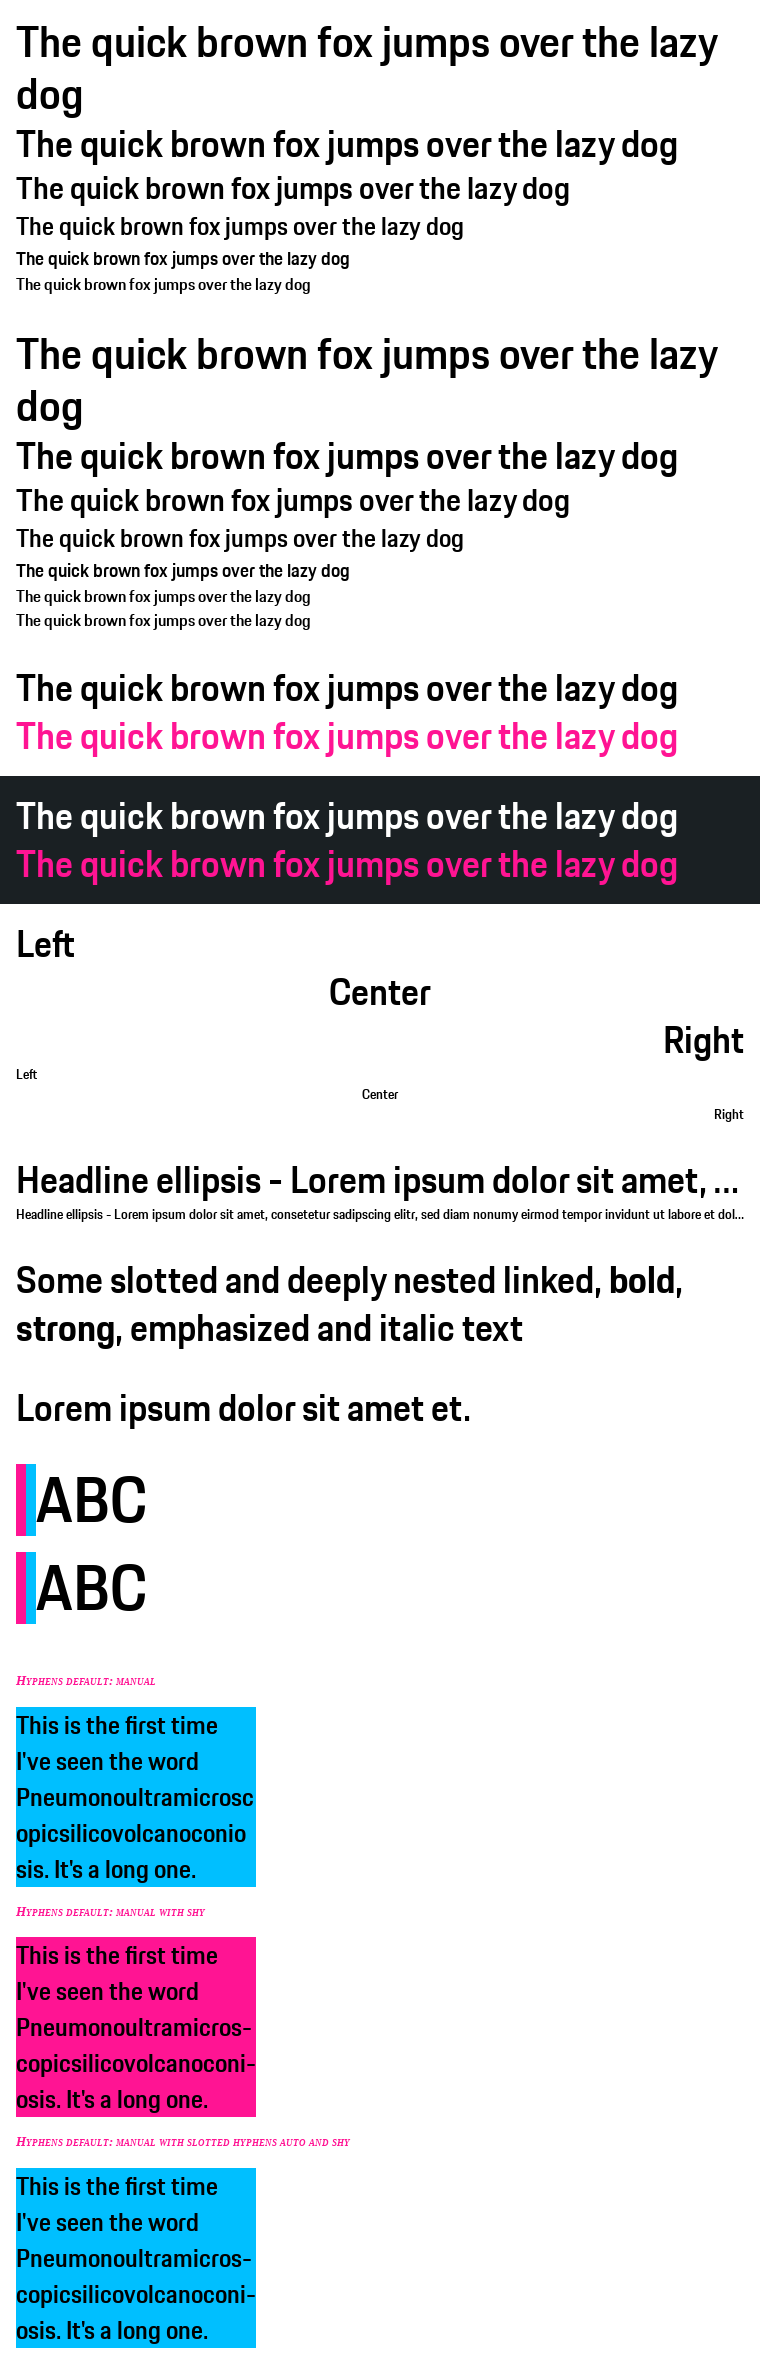 The quick brown fox jumps over the lazy
dog
The quick brown fox jumps over the lazy dog
The quick brown fox jumps over the lazy dog
The quick brown fox jumps over the lazy dog
The quick brown fox jumps over the lazy dog
The quick brown fox jumps over the lazy dog
The quick brown fox jumps over the lazy
dog
The quick brown fox jumps over the lazy dog
The quick brown fox jumps over the lazy dog
The quick brown fox jumps over the lazy dog
The quick brown fox jumps over the lazy dog
The quick brown fox jumps over the lazy dog
The quick brown fox jumps over the lazy dog
The quick brown fox jumps over the lazy dog
The quick brown fox jumps over the lazy dog
The quick brown fox jumps over the lazy dog
The quick brown fox jumps over the lazy dog
Left
Center
Right
Left
Center
Right
Headline ellipsis - Lorem ipsum dolor sit amet, ...
Headline ellipsis - Lorem ipsum dolor sit amet, consetetur sadipscing elitr, sed diam nonumy eirmod tempor invidunt ut labore et dol...
Some slotted and deeply nested linked, bold,
strong, emphasized and italic text
Lorem ipsum dolor sit amet et.
ABC
ABC
Hyphens default: manual
This is the first time
I've seen the word
Pneumonoultramicrosc
opicsilicovolcanoconio
sis. It's a long one.
Hyphens default: manual with shy
This is the first time
I've seen the word
Pneumonoultramicros-
copicsilicovolcanoconi-
osis. It's a long one.
Hyphens default: manual with slotted hyphens auto and shy
This is the first time
I've seen the word
Pneumonoultramicros-
copicsilicovolcanoconi-
osis. It's a long one.